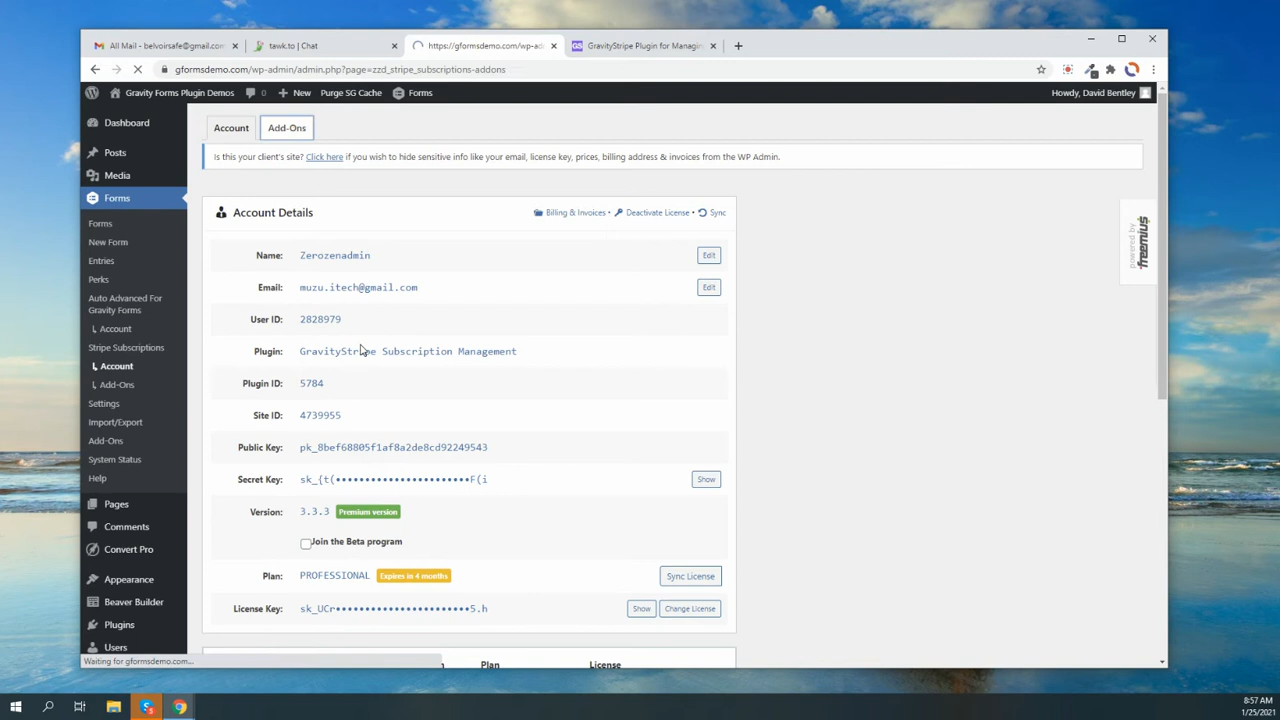 All Mail - belvoirsafe@gmail.com
tawk.to | Chat
https://gformsdemo.com/wp-ad
GravityStripe Plugin for Managin
gformsdemo.com/wp-admin/admin.php?page=zzd_stripe_subscriptions-addons
Gravity Forms Plugin Demos
0
New
Purge SG Cache
Forms
Howdy, David Bentley
Dashboard
Posts
Media
Forms
Forms
New Form
Entries
Perks
Auto Advanced For
Gravity Forms
↳ Account
Stripe Subscriptions
↳ Account
↳ Add-Ons
Settings
Import/Export
Add-Ons
System Status
Help
Pages
Comments
Convert Pro
Appearance
Beaver Builder
Plugins
Users
Account
Add-Ons
Is this your client's site? Click here if you wish to hide sensitive info like your email, license key, prices, billing address & invoices from the WP Admin.
Account Details
Billing & Invoices • Deactivate License • Sync
Name: Zerozenadmin Edit
Email: muzu.itech@gmail.com Edit
User ID: 2828979
Plugin: GravityStripe Subscription Management
Plugin ID: 5784
Site ID: 4739955
Public Key: pk_8bef68805f1af8a2de8cd92249543
Secret Key: sk_{t(•••••••••••••••••••••••F(i Show
Version: 3.3.3 Premium version
Join the Beta program
Plan: PROFESSIONAL Expires in 4 months Sync License
License Key: sk_UCr•••••••••••••••••••••••5.h Show Change License
Plan
License
powered by freemius
Waiting for gformsdemo.com...
8:57 AM
1/25/2021